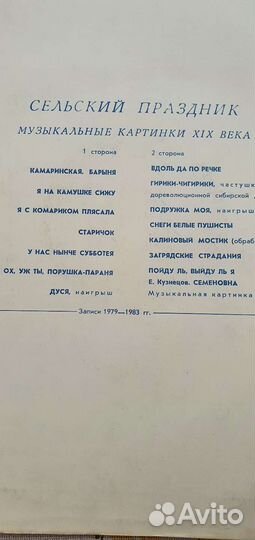 СЕЛЬСКИЙ ПРАЗДНИК
МУЗЫКАЛЬНЫЕ КАРТИНКИ XIX ВЕКА
1 сторона
КАМАРИНСКАЯ. БАРЫНЯ
Я НА КАМУШКЕ СИЖУ
Я С КОМАРИКОМ ПЛЯСАЛА
СТАРИЧОК
У НАС НЫНЧЕ СУББОТЕЯ
ОХ, УЖ ТЫ, ПОРУШКА-ПАРАНЯ
ДУСЯ, наигрыш
2 сторона
ВДОЛЬ ДА ПО РЕЧКЕ
ГИРИКИ-ЧИГИРИКИ, частушк
дореволюционной сибирской
ПОДРУЖКА МОЯ, наигрыш
СНЕГИ БЕЛЫЕ ПУШИСТЫ
КАЛИНОВЫЙ МОСТИК (обраб
ЗАГРЯДСКИЕ СТРАДАНИЯ
ПОЙДУ ЛЬ, ВЫЙДУ ЛЬ Я
Е. Кузнецов. СЕМЕНОВНА
Музыкальная картинка
Записи 1979—1983 гг.
Avito